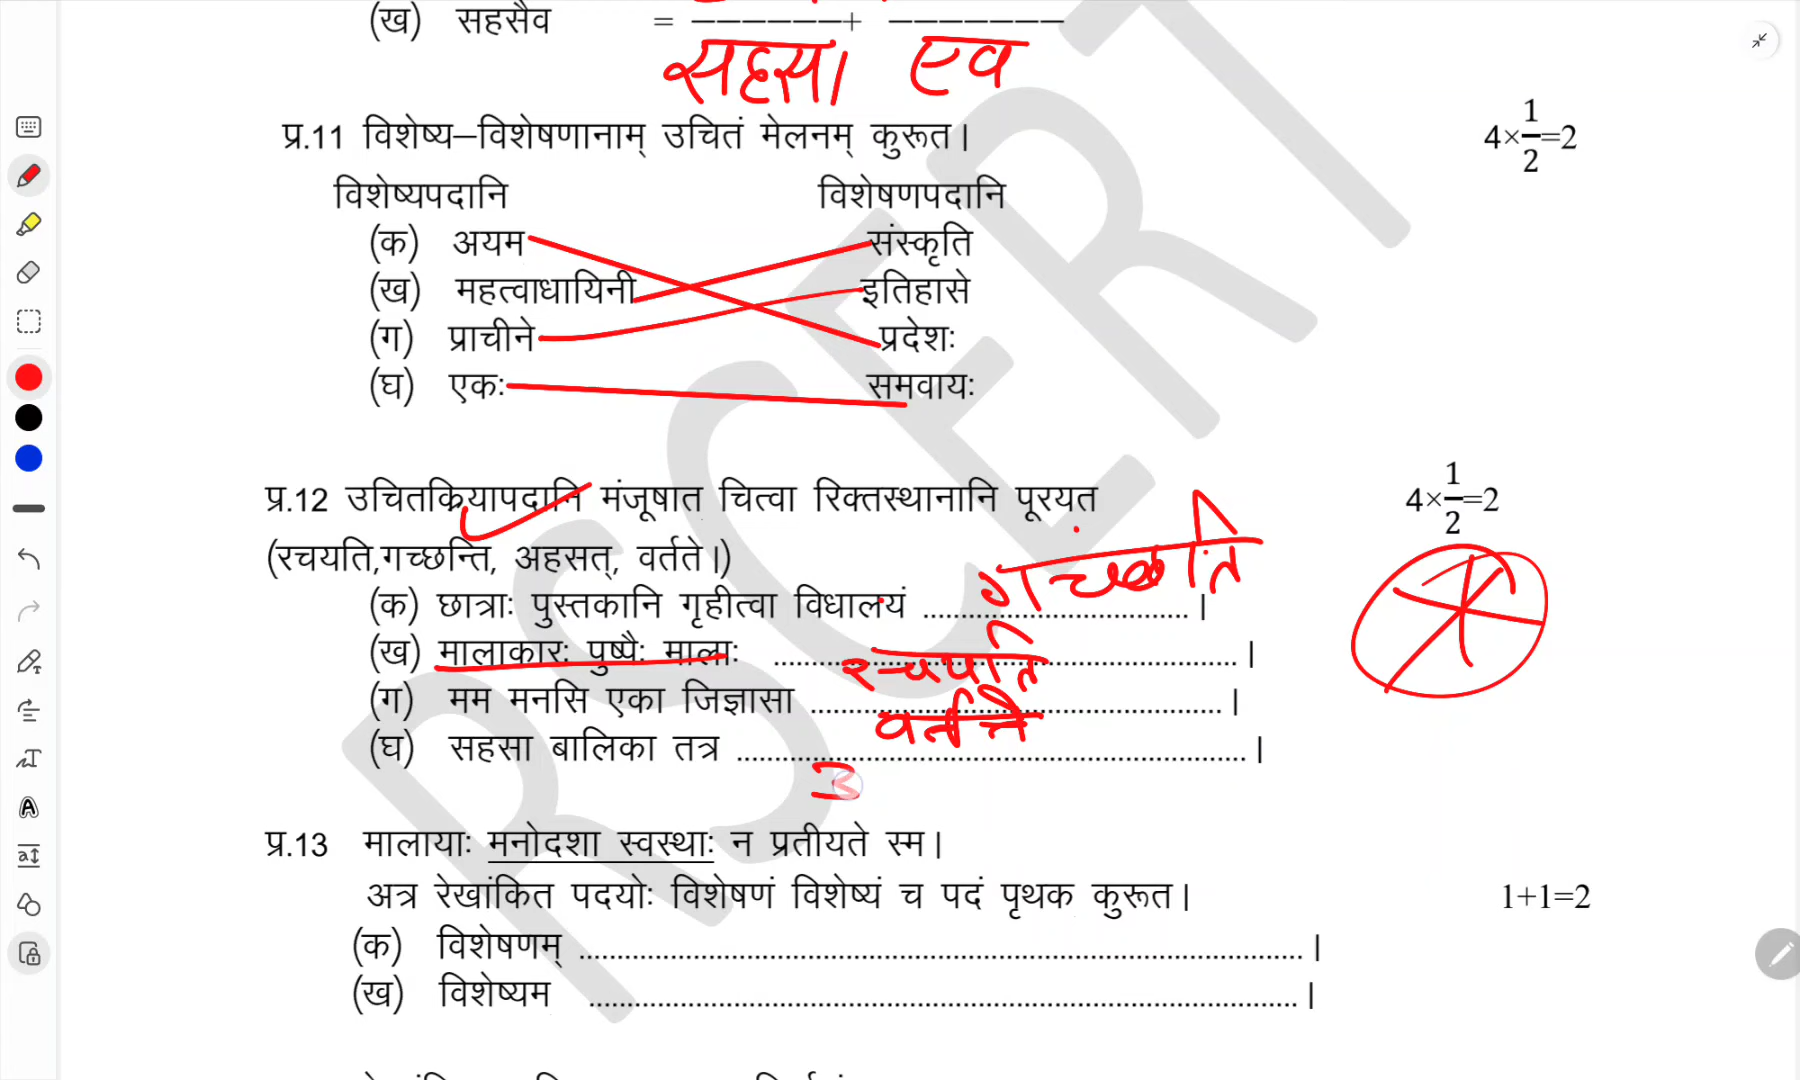 (ख) सहसैव = ———————+ ————————
सहसा एव
प्र.11 विशेष्य–विशेषणानाम् उचितं मेलनम् कुरूत। 4×1/2=2
विशेष्यपदानि विशेषणपदानि
(क) अयम संस्कृति
(ख) महत्वाधायिनी इतिहासे
(ग) प्राचीने प्रदेशः
(घ) एकः समवायः
प्र.12 उचितक्रियापदानि मंजूषात चित्वा रिक्तस्थानानि पूरयत 4×1/2=2
(रचयति,गच्छन्ति, अहसत्, वर्तते।)
(क) छात्राः पुस्तकानि गृहीत्वा विधालयं .............................. । गच्छन्ति
(ख) मालाकारः पुष्पैः मालाः .............................. । रचयति
(ग) मम मनसि एका जिज्ञासा .............................. । वर्तते
(घ) सहसा बालिका तत्र .............................. ।
प्र.13 मालायाः मनोदशा स्वस्थाः न प्रतीयते स्म।
अत्र रेखांकित पदयोः विशेषणं विशेष्यं च पदं पृथक कुरूत। 1+1=2
(क) विशेषणम् .............................. ।
(ख) विशेष्यम .............................. ।
RSCERT